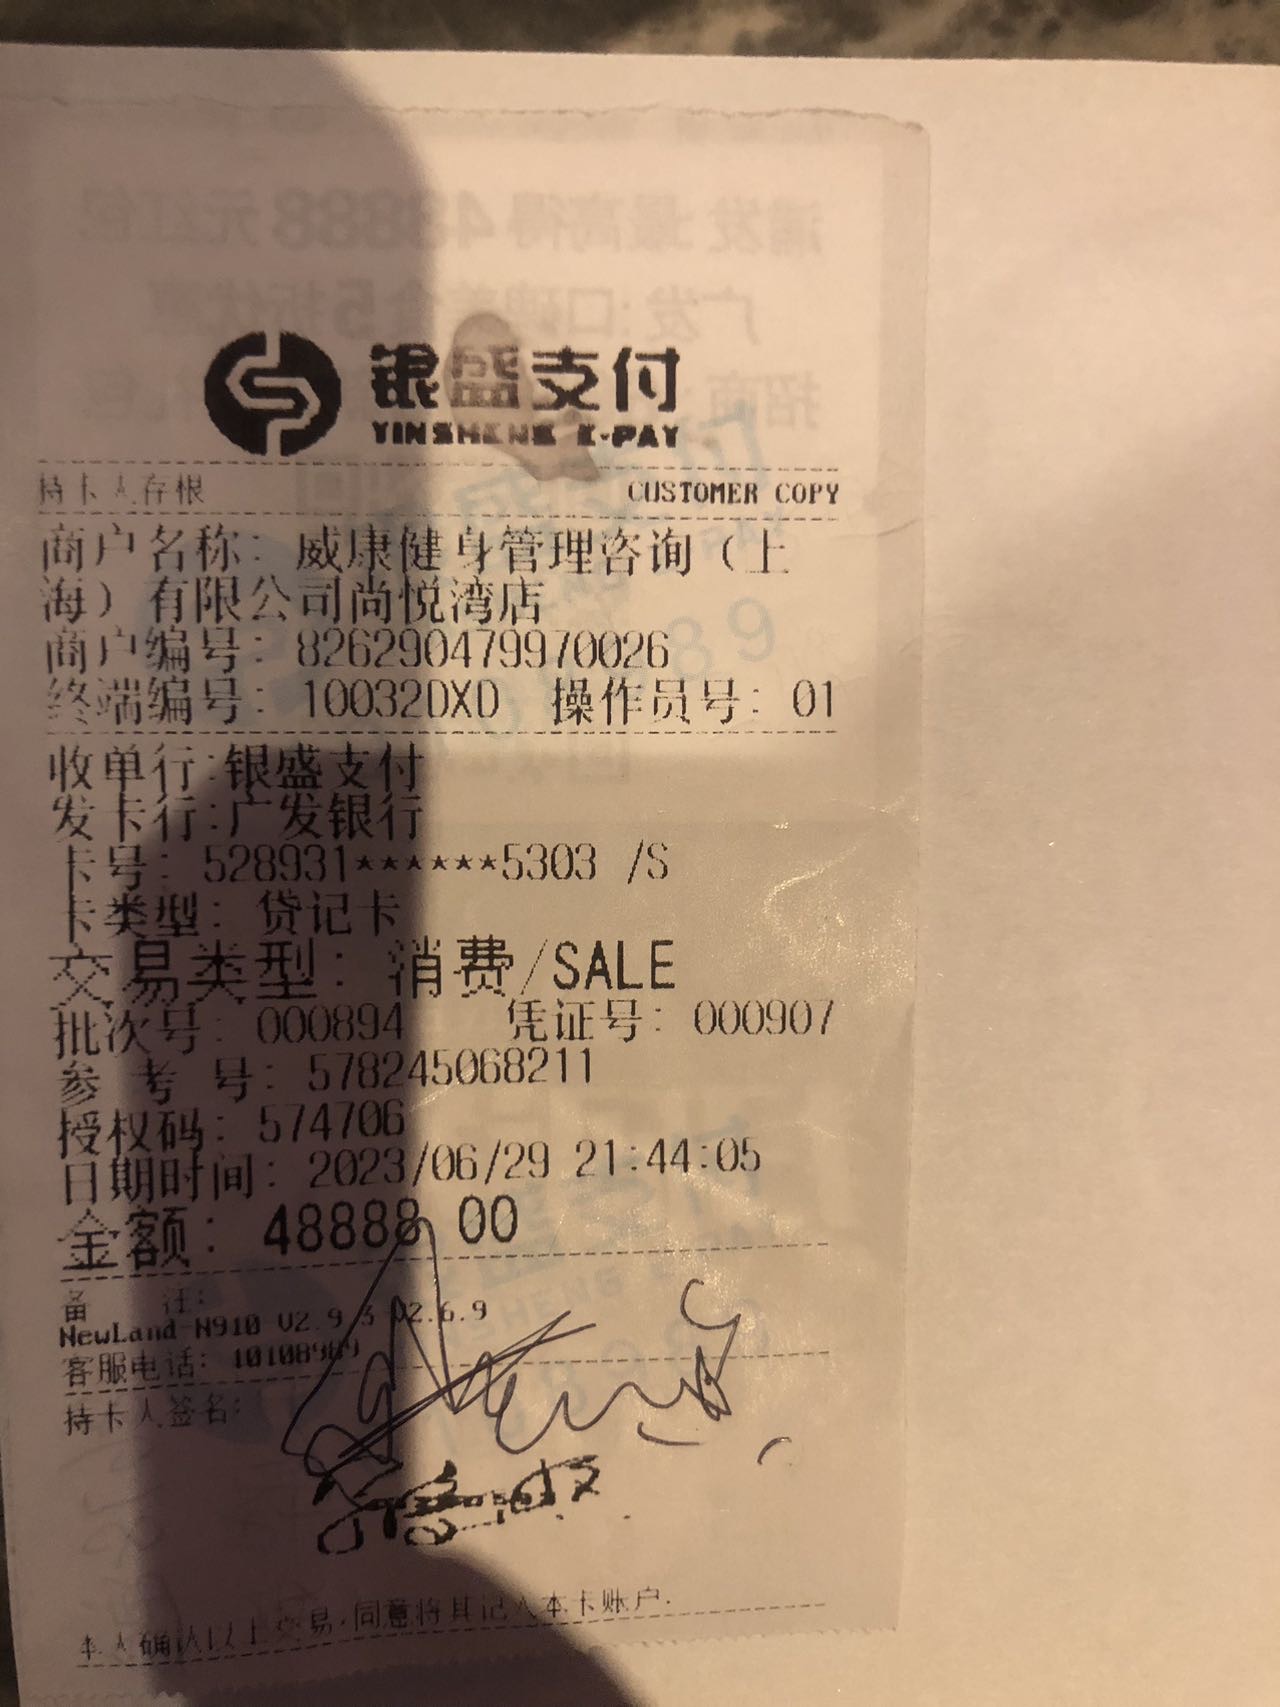 银盛支付
YINSHENG E-PAY
持卡人存根 CUSTOMER COPY
商户名称: 威康健身管理咨询（上
海）有限公司尚悦湾店
商户编号: 826290479970026
终端编号: 10032DXD 操作员号: 01
收单行:银盛支付
发卡行:广发银行
卡号: 528931******5303 /S
卡类型: 贷记卡
交易类型: 消费/SALE
批次号: 000894 凭证号: 000907
参 考 号: 578245068211
授权码: 574706
日期时间: 2023/06/29 21:44:05
金额: 48888.00
备 注:
NewLand-N910 V2.9.3 02.6.9
客服电话: 10108989
持卡人签名:
本人确认以上交易,同意将其记入本卡账户.